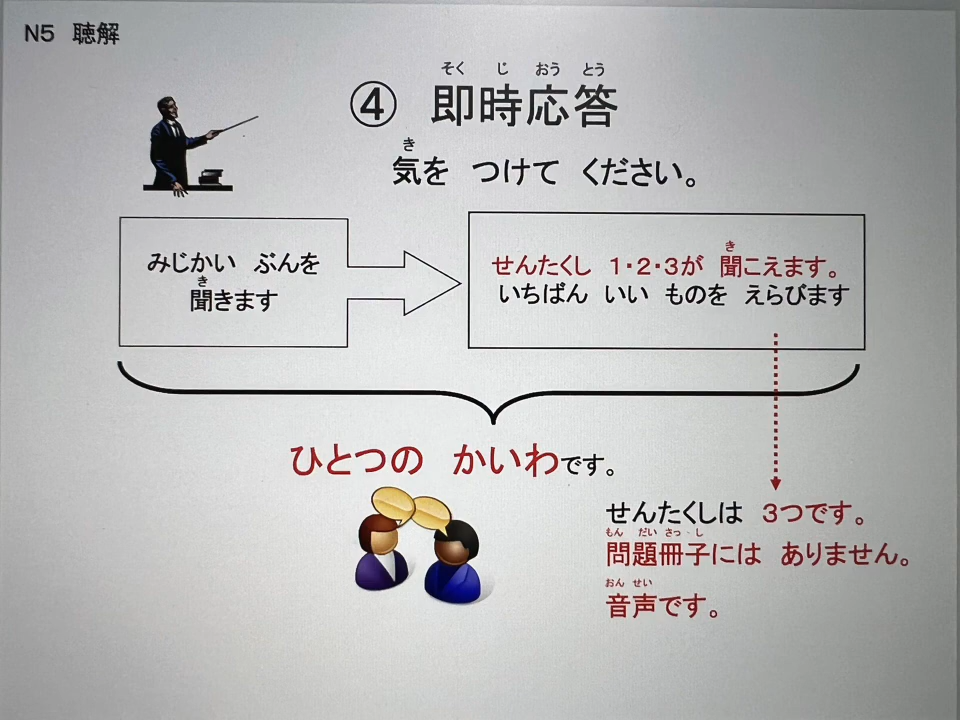 N5 聴解
そく じ おう とう
④ 即時応答
き
気を つけて ください。
みじかい ぶんを
き
聞きます
き
せんたくし 1・2・3が 聞こえます。
いちばん いい ものを えらびます
ひとつの かいわです。
せんたくしは 3つです。
もん だい さっ し
問題冊子には ありません。
おん せい
音声です。